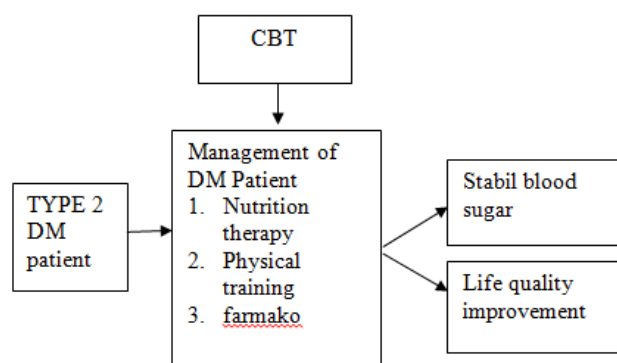 CBT
Management of
DM Patient
1. Nutrition
therapy
2. Physical
training
3. farmako
TYPE 2
DM
patient
Stabil blood
sugar
Life quality
improvement